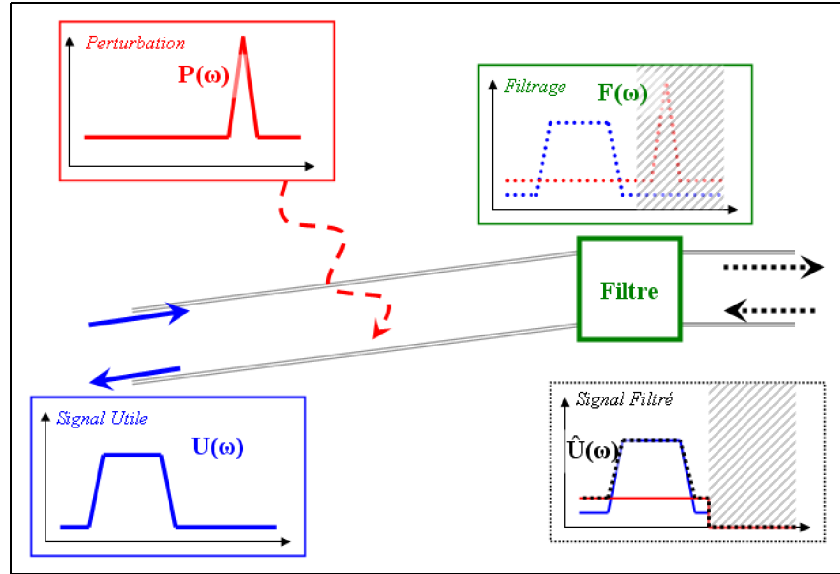 Perturbation
P(ω)
Filtrage
F(ω)
Filtre
Signal Utile
U(ω)
Signal Filtré
Û(ω)